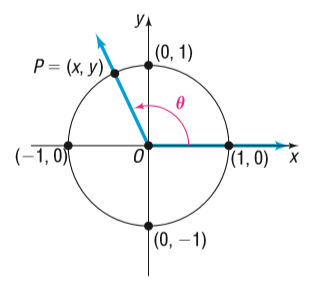 y
(0, 1)
P = (x, y)
θ
(−1, 0)
O
(1, 0)
x
(0, −1)